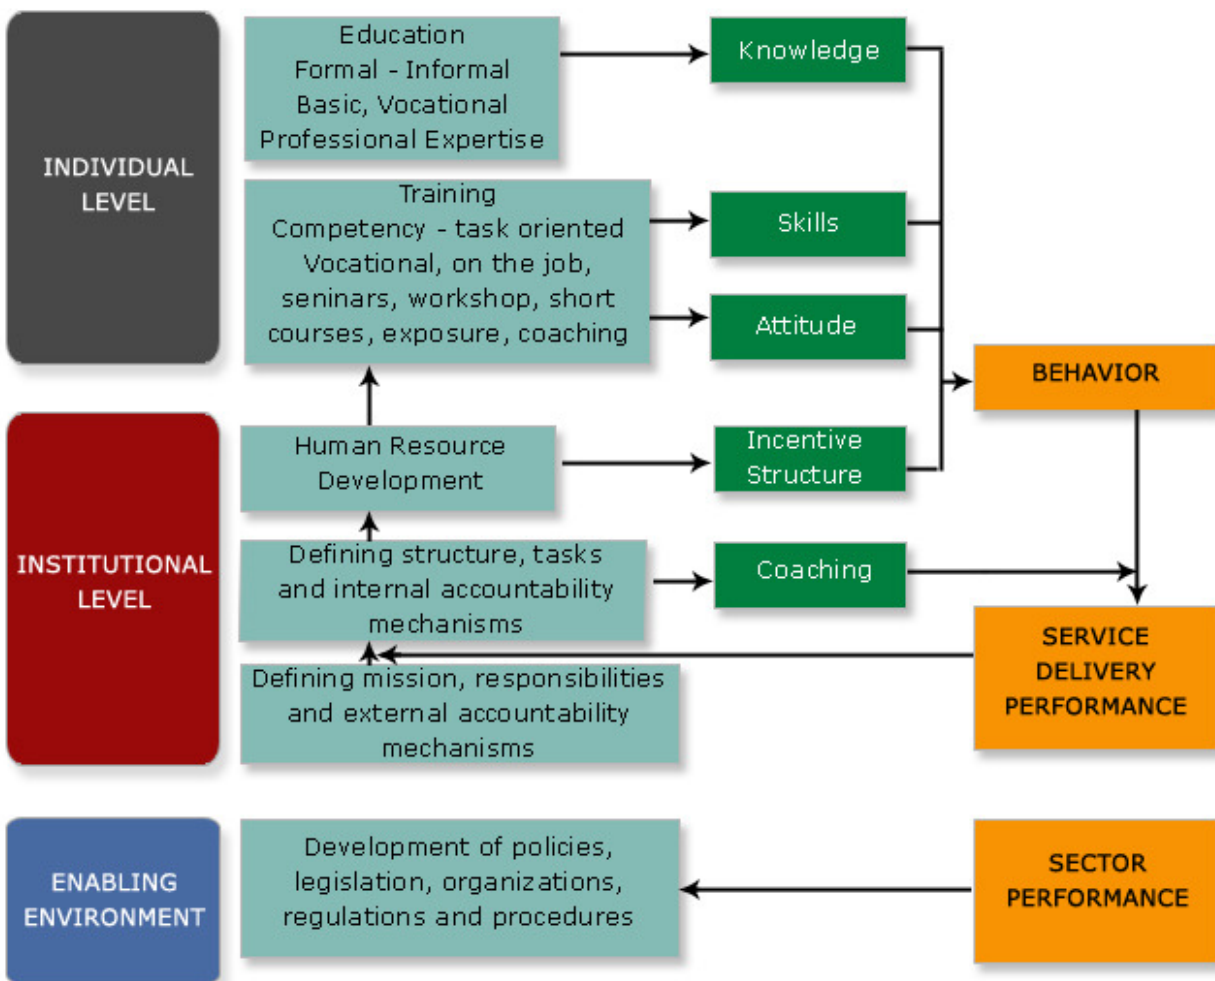 INDIVIDUAL
LEVEL
Education
Formal - Informal
Basic, Vocational
Professional Expertise
Knowledge
Training
Competency - task oriented
Vocational, on the job,
seninars, workshop, short
courses, exposure, coaching
Skills
Attitude
BEHAVIOR
INSTITUTIONAL
LEVEL
Human Resource
Development
Incentive
Structure
Defining structure, tasks
and internal accountability
mechanisms
Coaching
Defining mission, responsibilities
and external accountability
mechanisms
SERVICE
DELIVERY
PERFORMANCE
ENABLING
ENVIRONMENT
Development of policies,
legislation, organizations,
regulations and procedures
SECTOR
PERFORMANCE